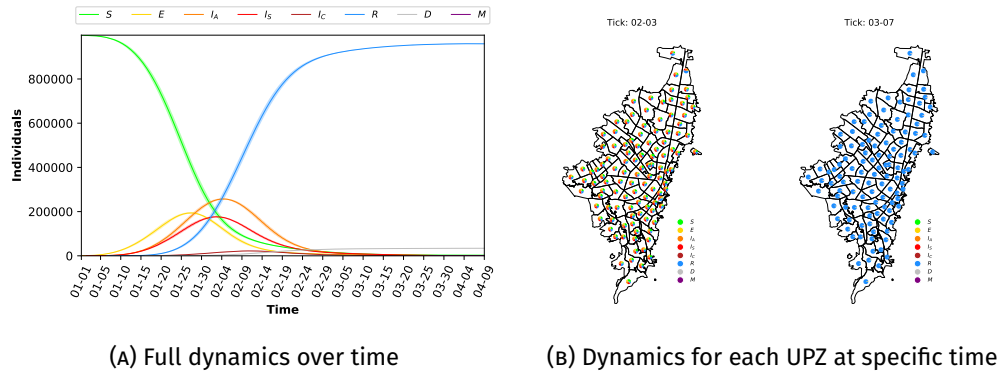 S E I_A I_S I_C R D M
Individuals
800000
600000
400000
200000
0
01-01 01-05 01-10 01-15 01-20 01-25 01-30 02-04 02-09 02-14 02-19 02-24 02-29 03-05 03-10 03-15 03-20 03-25 03-30 04-04 04-09
Time
(A) Full dynamics over time
Tick: 02-03
S
E
I_A
I_S
I_C
R
D
M
Tick: 03-07
S
E
I_A
I_S
I_C
R
D
M
(B) Dynamics for each UPZ at specific time